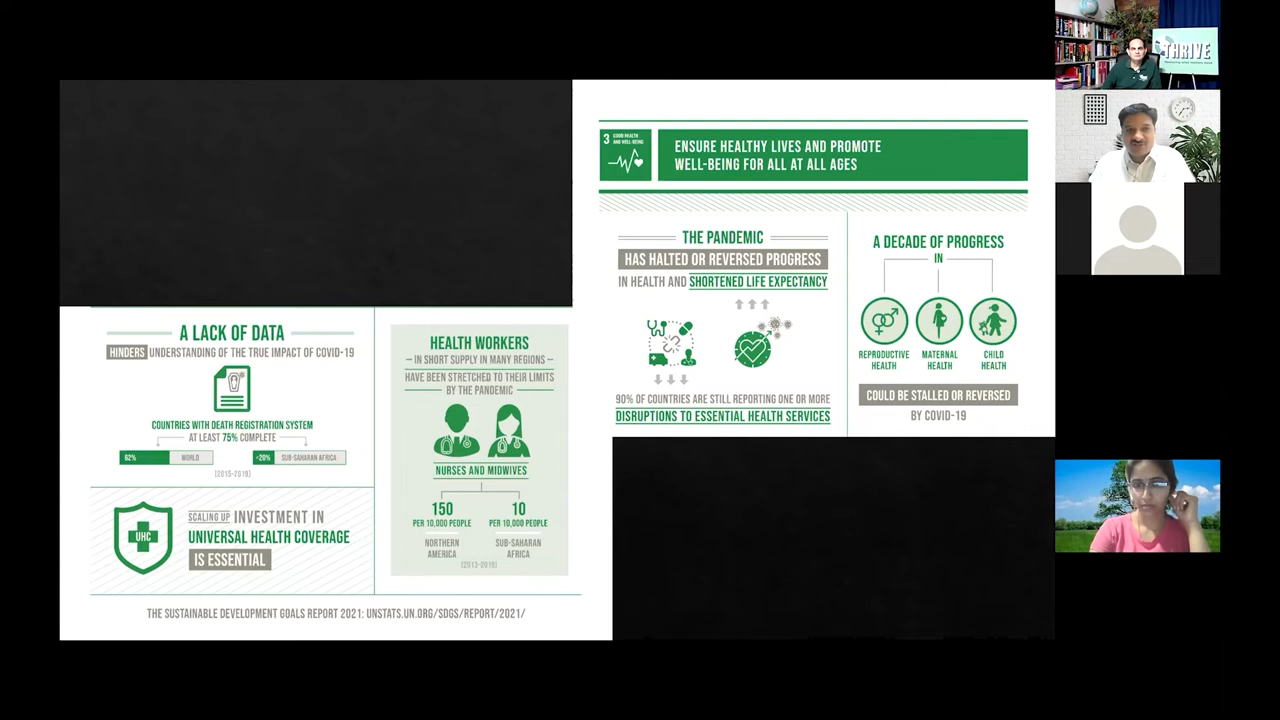 3 GOOD HEALTH
AND WELL-BEING
ENSURE HEALTHY LIVES AND PROMOTE
WELL-BEING FOR ALL AT ALL AGES
THE PANDEMIC
HAS HALTED OR REVERSED PROGRESS
IN HEALTH AND SHORTENED LIFE EXPECTANCY
90% OF COUNTRIES ARE STILL REPORTING ONE OR MORE
DISRUPTIONS TO ESSENTIAL HEALTH SERVICES
A DECADE OF PROGRESS
IN
REPRODUCTIVE
HEALTH
MATERNAL
HEALTH
CHILD
HEALTH
COULD BE STALLED OR REVERSED
BY COVID-19
A LACK OF DATA
HINDERS UNDERSTANDING OF THE TRUE IMPACT OF COVID-19
COUNTRIES WITH DEATH REGISTRATION SYSTEM
AT LEAST 75% COMPLETE
62% WORLD
<20% SUB-SAHARAN AFRICA
(2015-2019)
UHC
SCALING UP INVESTMENT IN
UNIVERSAL HEALTH COVERAGE
IS ESSENTIAL
HEALTH WORKERS
IN SHORT SUPPLY IN MANY REGIONS
HAVE BEEN STRETCHED TO THEIR LIMITS
BY THE PANDEMIC
NURSES AND MIDWIVES
150
PER 10,000 PEOPLE
NORTHERN
AMERICA
10
PER 10,000 PEOPLE
SUB-SAHARAN
AFRICA
(2013-2018)
THE SUSTAINABLE DEVELOPMENT GOALS REPORT 2021: UNSTATS.UN.ORG/SDGS/REPORT/2021/
THRIVE